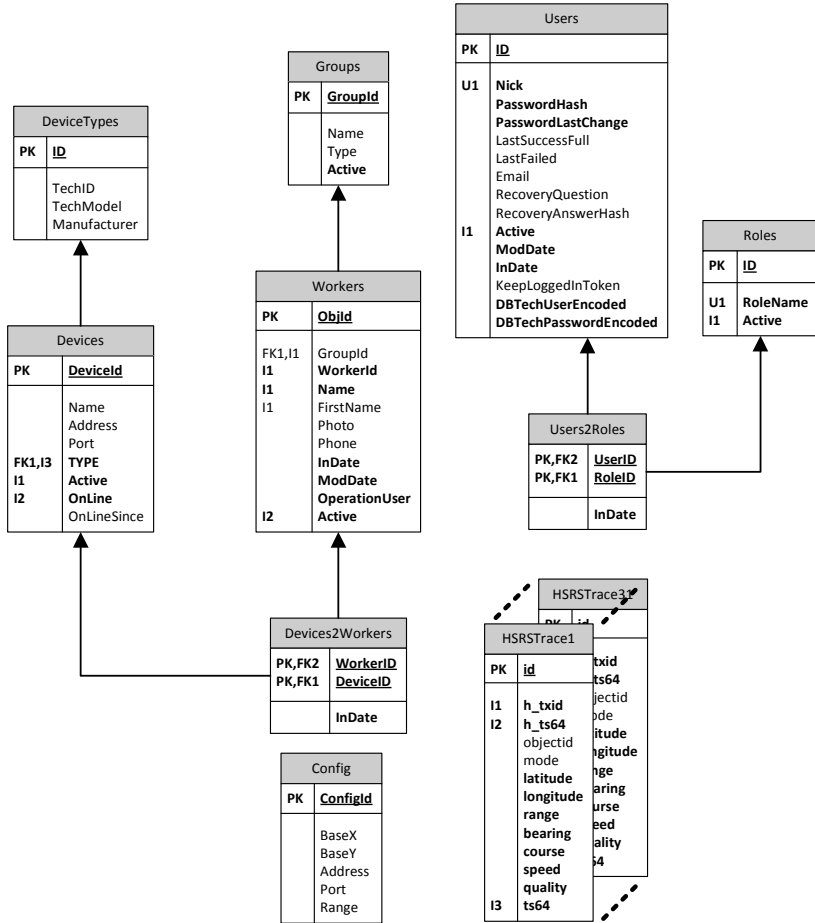 DeviceTypes
PK ID
TechID
TechModel
Manufacturer
Devices
PK DeviceId
Name
Address
Port
FK1,I3 TYPE
I1 Active
I2 OnLine
OnLineSince
Groups
PK GroupId
Name
Type
Active
Workers
PK ObjId
FK1,I1 GroupId
I1 WorkerId
I1 Name
I1 FirstName
Photo
Phone
InDate
ModDate
OperationUser
I2 Active
Devices2Workers
PK,FK2 WorkerID
PK,FK1 DeviceID
InDate
Config
PK ConfigId
BaseX
BaseY
Address
Port
Range
Users
PK ID
U1 Nick
PasswordHash
PasswordLastChange
LastSuccessFull
LastFailed
Email
RecoveryQuestion
RecoveryAnswerHash
I1 Active
ModDate
InDate
KeepLoggedInToken
DBTechUserEncoded
DBTechPasswordEncoded
Roles
PK ID
U1 RoleName
I1 Active
Users2Roles
PK,FK2 UserID
PK,FK1 RoleID
InDate
HSRSTrace31
PK id
HSRSTrace1
PK id
I1 h_txid
I2 h_ts64
objectid
mode
latitude
longitude
range
bearing
course
speed
quality
I3 ts64